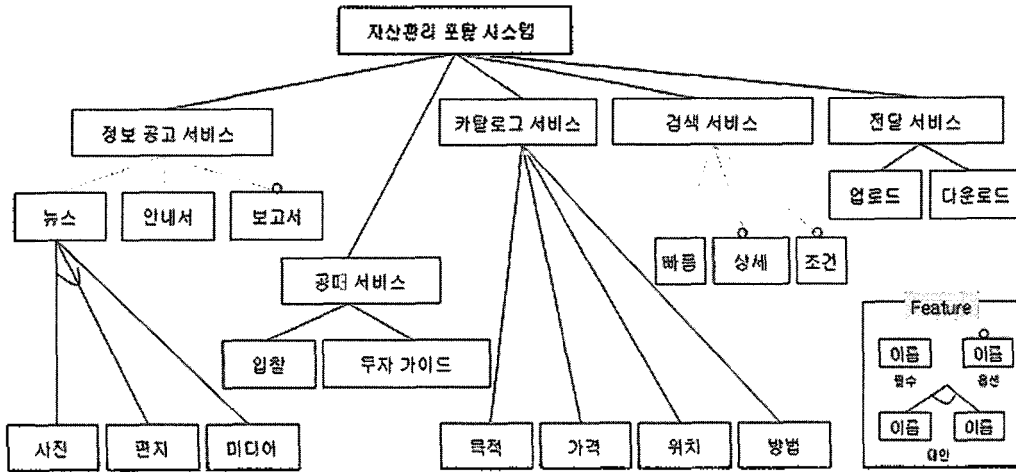 자산관리 포탈 시스템
정보 공고 서비스
카탈로그 서비스
검색 서비스
전달 서비스
뉴스
안내서
보고서
업로드
다운로드
빠름
상세
조건
공매 서비스
입찰
투자 가이드
사진
편지
미디어
목적
가격
위치
방법
Feature
이름
이름
필수
옵션
이름
이름
대안